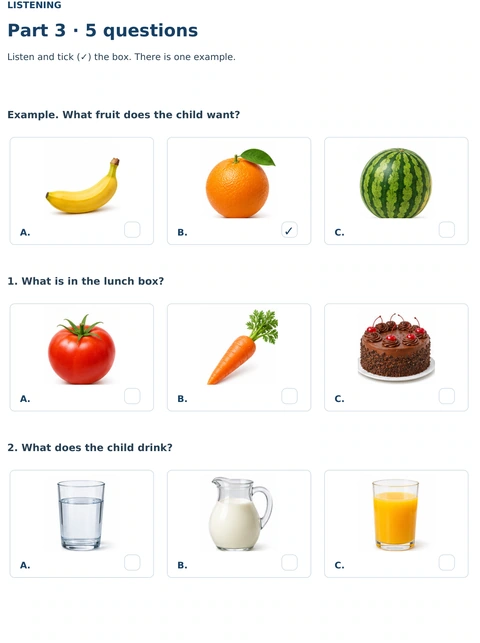 LISTENING
Part 3 · 5 questions
Listen and tick (✓) the box. There is one example.
Example. What fruit does the child want?
A.
B. ✓
C.
1. What is in the lunch box?
A.
B.
C.
2. What does the child drink?
A.
B.
C.